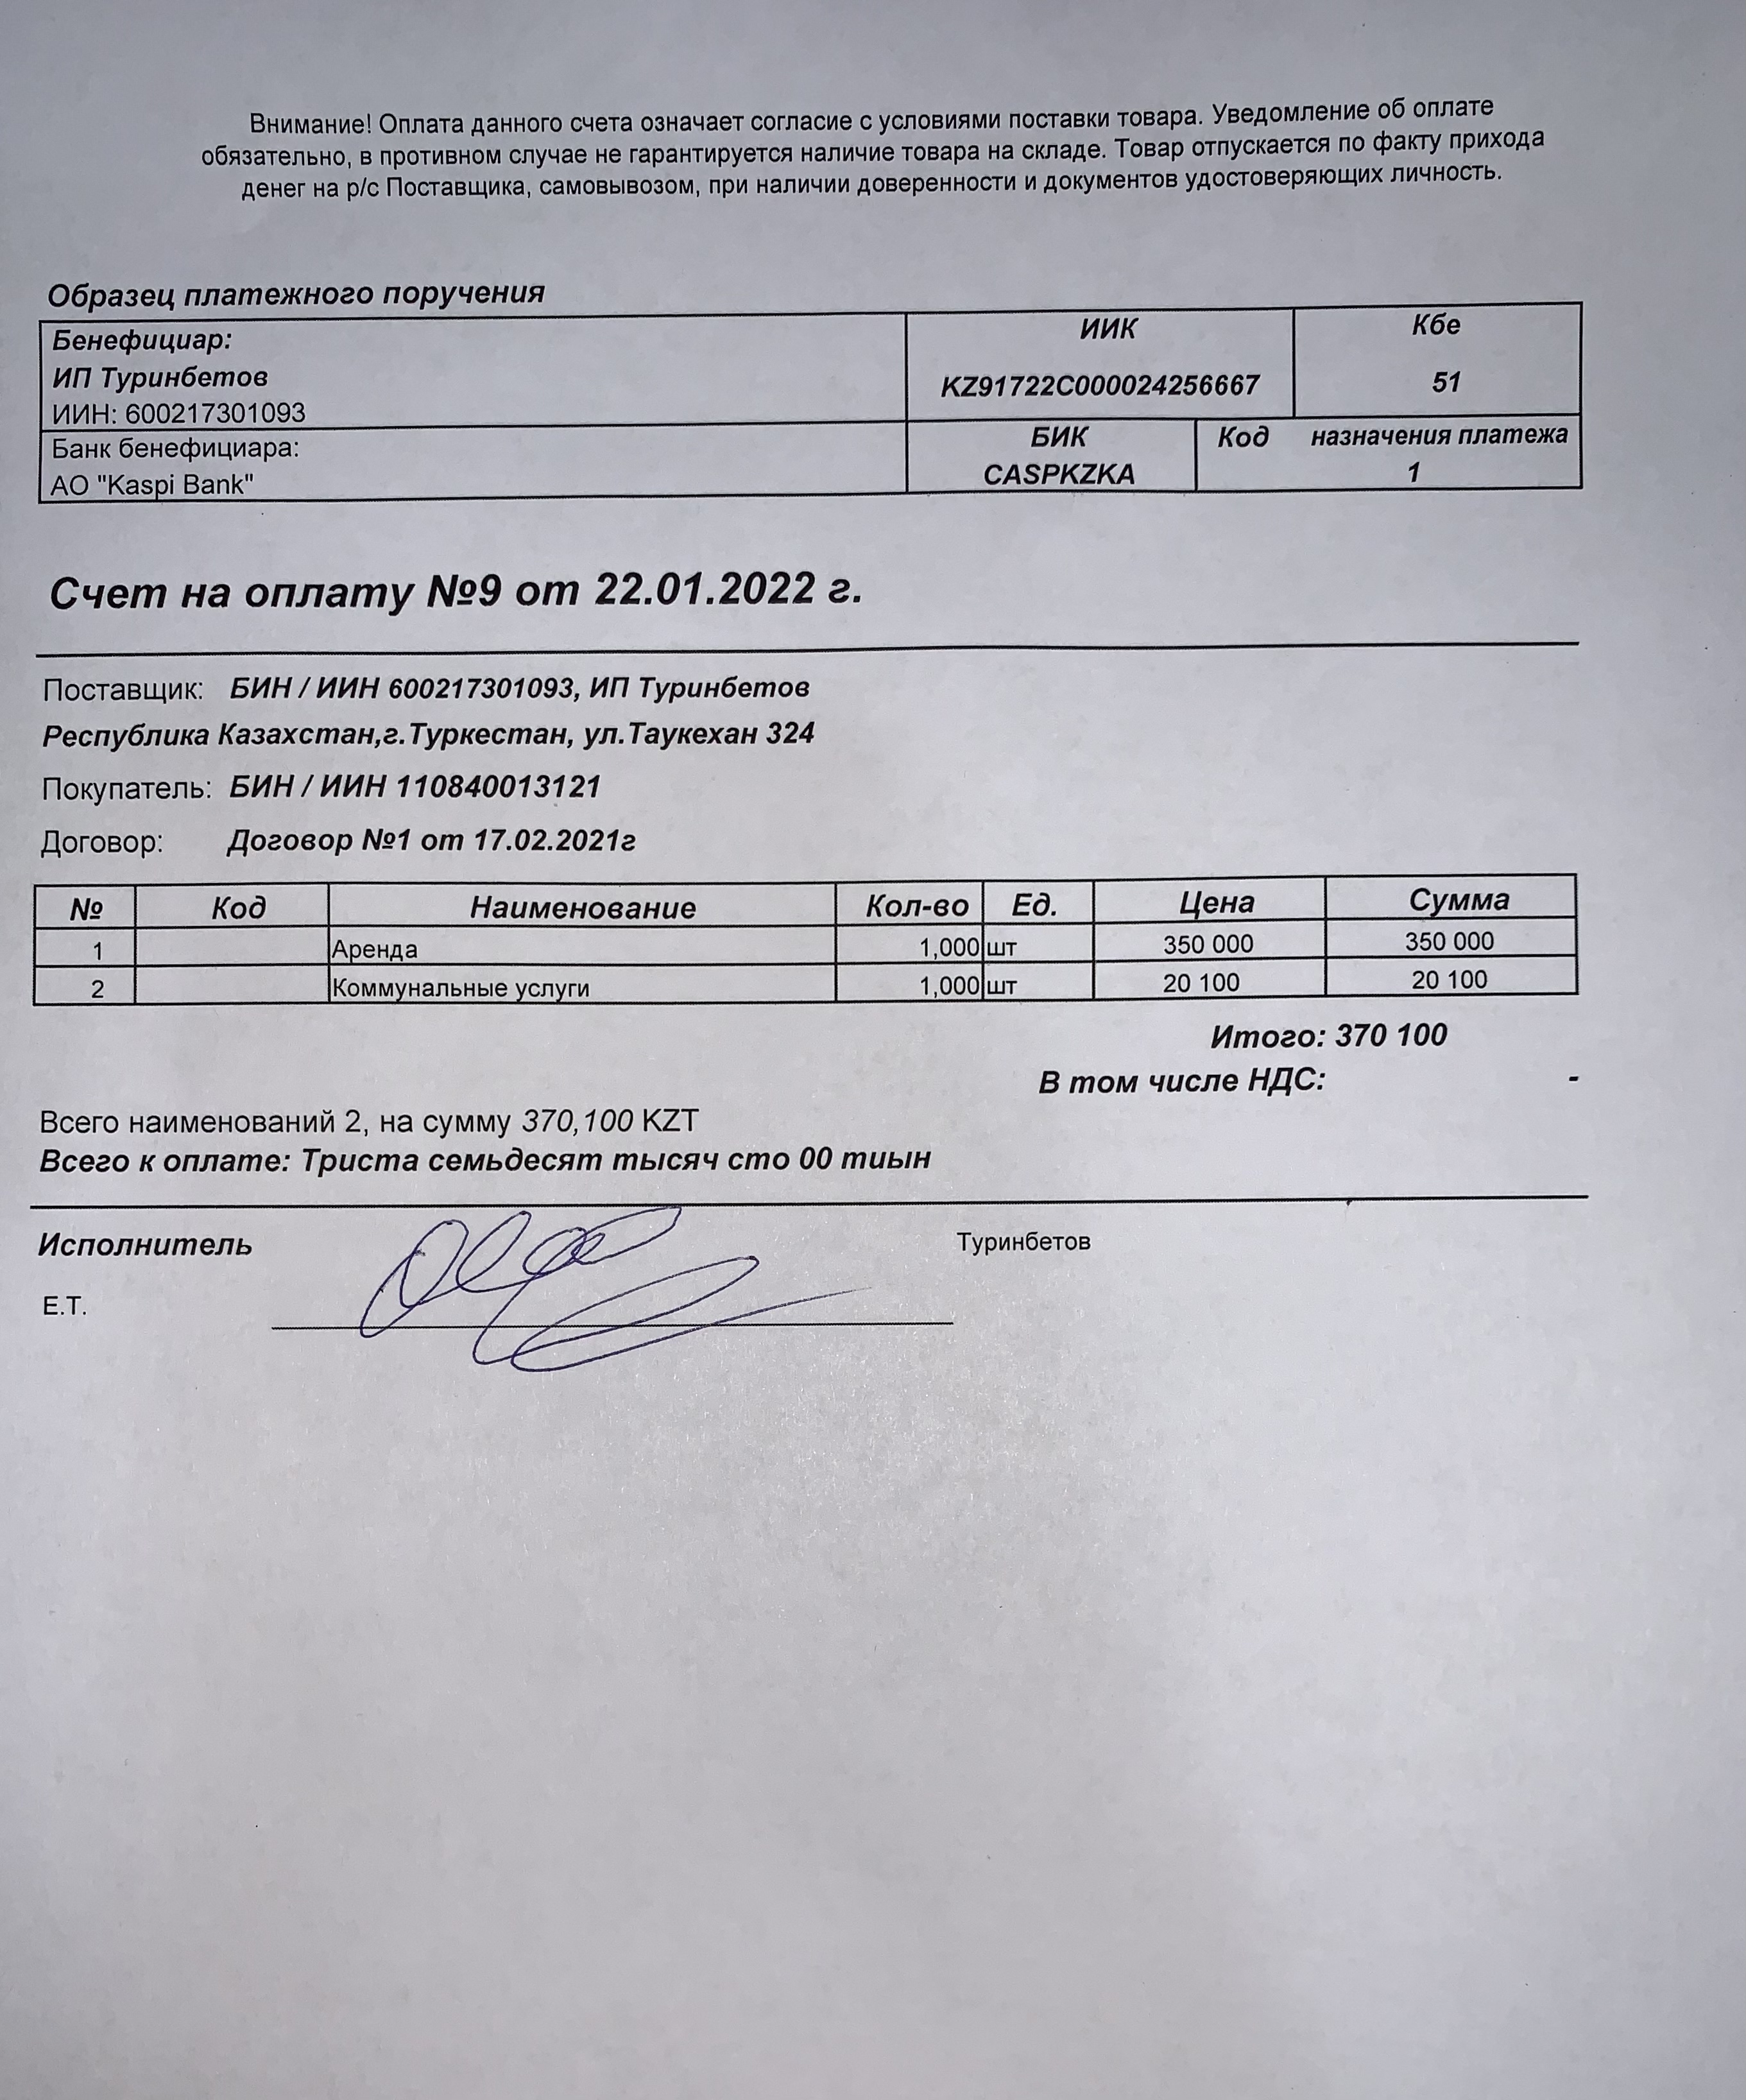 Внимание! Оплата данного счета означает согласие с условиями поставки товара. Уведомление об оплате
обязательно, в противном случае не гарантируется наличие товара на складе. Товар отпускается по факту прихода
денег на р/с Поставщика, самовывозом, при наличии доверенности и документов удостоверяющих личность.
Образец платежного поручения
Бенефициар: ИИК Кбе
ИП Туринбетов KZ91722C000024256667 51
ИИН: 600217301093
Банк бенефициара: БИК Код назначения платежа
АО "Kaspi Bank" CASPKZKA 1
Счет на оплату №9 от 22.01.2022 г.
Поставщик: БИН / ИИН 600217301093, ИП Туринбетов
Республика Казахстан,г.Туркестан, ул.Таукехан 324
Покупатель: БИН / ИИН 110840013121
Договор: Договор №1 от 17.02.2021г
№ Код Наименование Кол-во Ед. Цена Сумма
1 Аренда 1,000 шт 350 000 350 000
2 Коммунальные услуги 1,000 шт 20 100 20 100
Итого: 370 100
В том числе НДС: -
Всего наименований 2, на сумму 370,100 KZT
Всего к оплате: Триста семьдесят тысяч сто 00 тиын
Исполнитель Туринбетов
Е.Т.